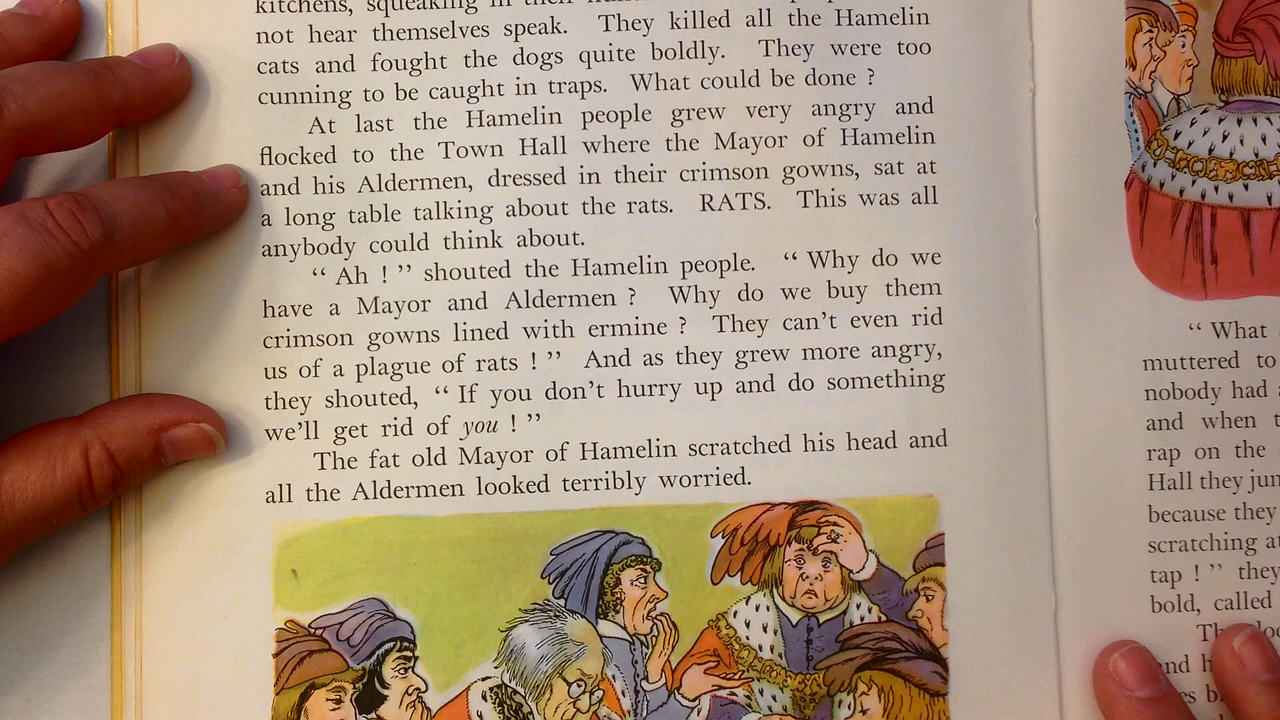 kitchens, squeaking in their
not hear themselves speak. They killed all the Hamelin
cats and fought the dogs quite boldly. They were too
cunning to be caught in traps. What could be done ?
At last the Hamelin people grew very angry and
flocked to the Town Hall where the Mayor of Hamelin
and his Aldermen, dressed in their crimson gowns, sat at
a long table talking about the rats. RATS. This was all
anybody could think about.
“ Ah ! ” shouted the Hamelin people. “ Why do we
have a Mayor and Aldermen ? Why do we buy them
crimson gowns lined with ermine ? They can’t even rid
us of a plague of rats ! ” And as they grew more angry,
they shouted, “ If you don’t hurry up and do something
we’ll get rid of you ! ”
The fat old Mayor of Hamelin scratched his head and
all the Aldermen looked terribly worried.
“ What
muttered to
nobody had
and when
rap on the
Hall they
because they
scratching
tap ! ” they
bold, called